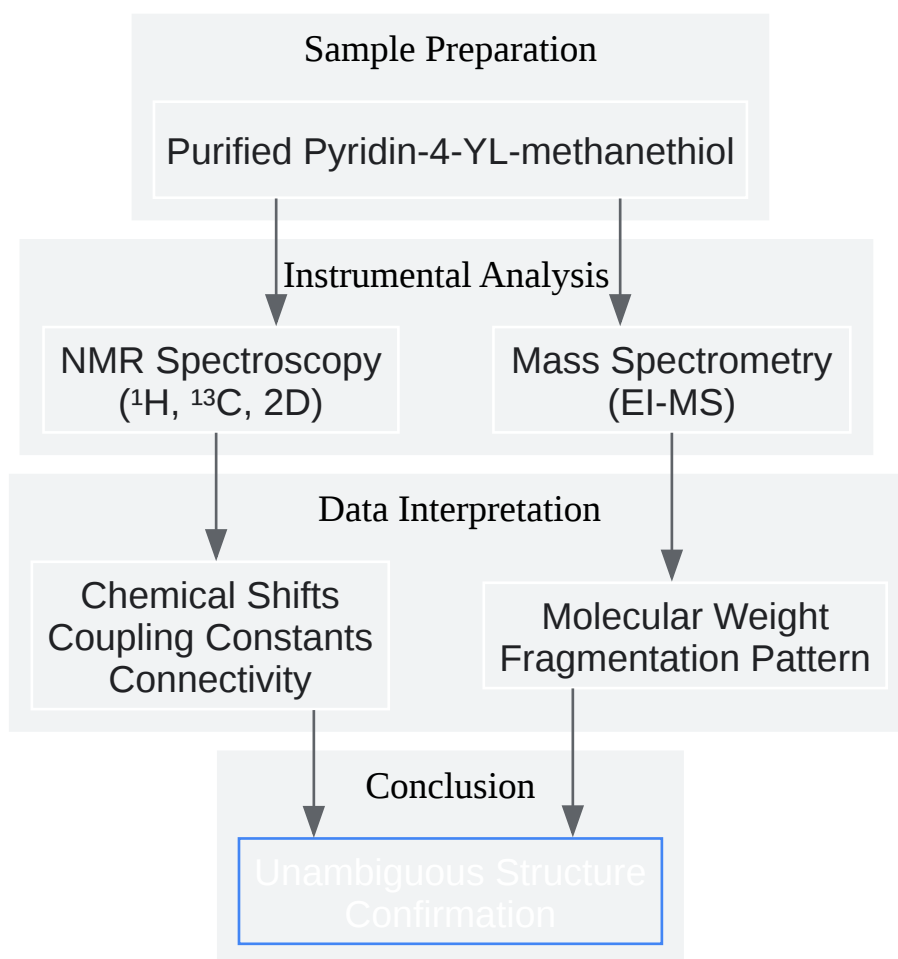 Sample Preparation
Purified Pyridin-4-YL-methanethiol
Instrumental Analysis
NMR Spectroscopy
(¹H, ¹³C, 2D)
Mass Spectrometry
(EI-MS)
Data Interpretation
Chemical Shifts
Coupling Constants
Connectivity
Molecular Weight
Fragmentation Pattern
Conclusion
Unambiguous Structure
Confirmation